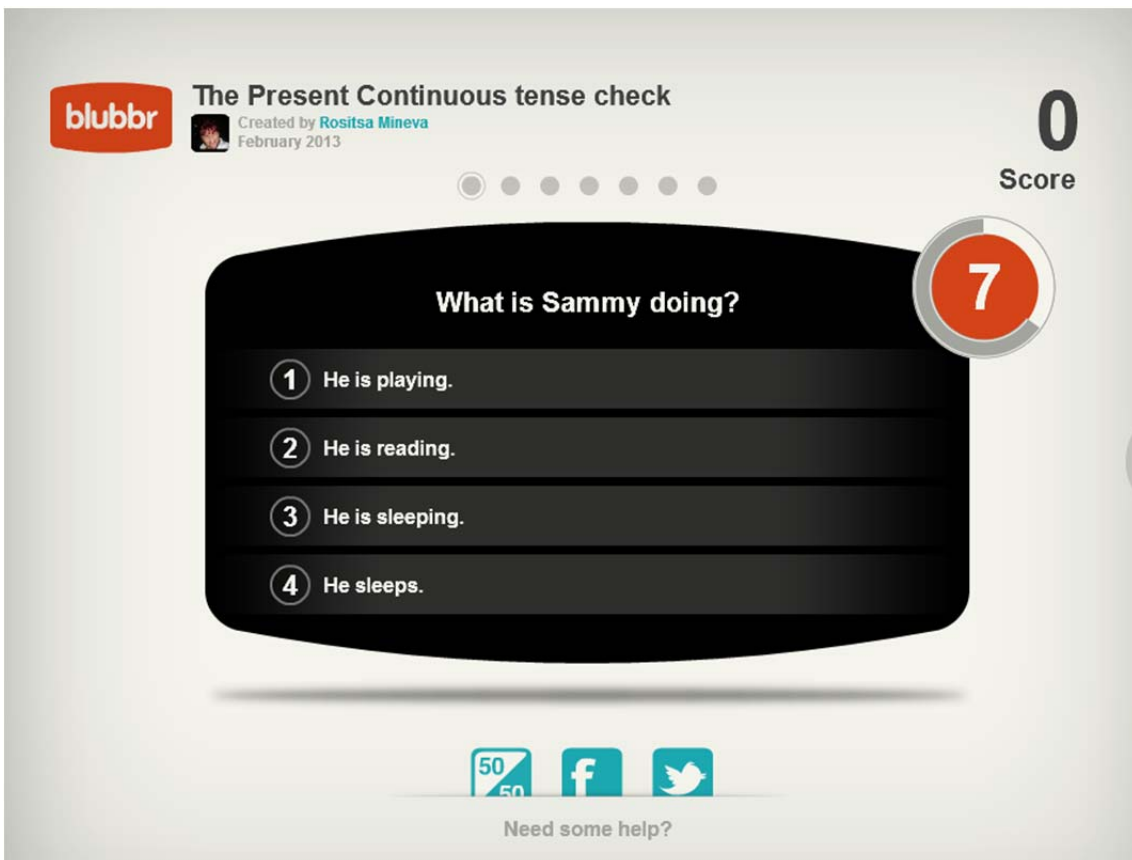 blubbr
The Present Continuous tense check
Created by Rositsa Mineva
February 2013
0
Score
7
What is Sammy doing?
1 He is playing.
2 He is reading.
3 He is sleeping.
4 He sleeps.
50
50
f
Need some help?